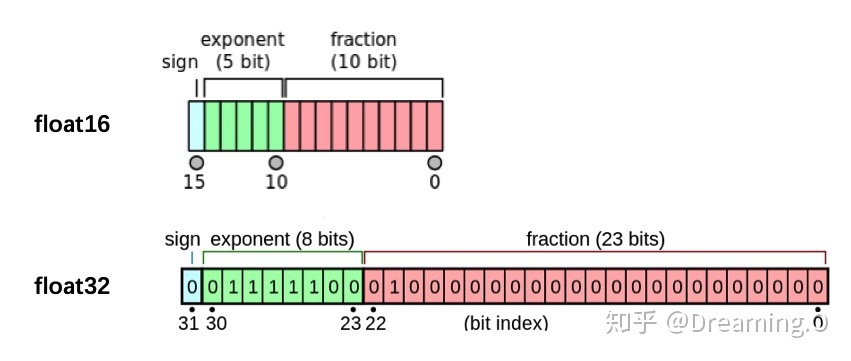 exponent fraction
sign (5 bit) (10 bit)
float16
15 10 0
sign exponent (8 bits) fraction (23 bits)
float32 0 0 1 1 1 1 1 0 0 0 1 0 0 0 0 0 0 0 0 0 0 0 0 0 0 0 0 0 0 0 0 0
31 30 23 22 (bit index) 0
知乎 @Dreaming.O